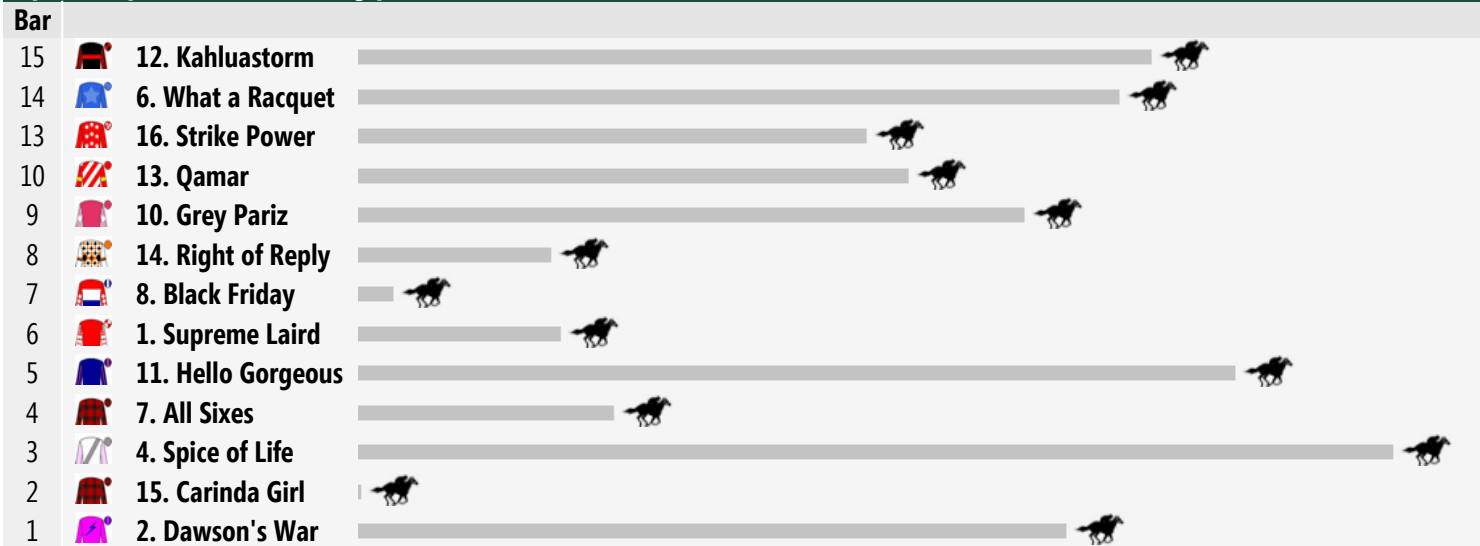 Bar
15 12. Kahluastorm
14 6. What a Racquet
13 16. Strike Power
10 13. Qamar
9 10. Grey Pariz
8 14. Right of Reply
7 8. Black Friday
6 1. Supreme Laird
5 11. Hello Gorgeous
4 7. All Sixes
3 4. Spice of Life
2 15. Carinda Girl
1 2. Dawson's War